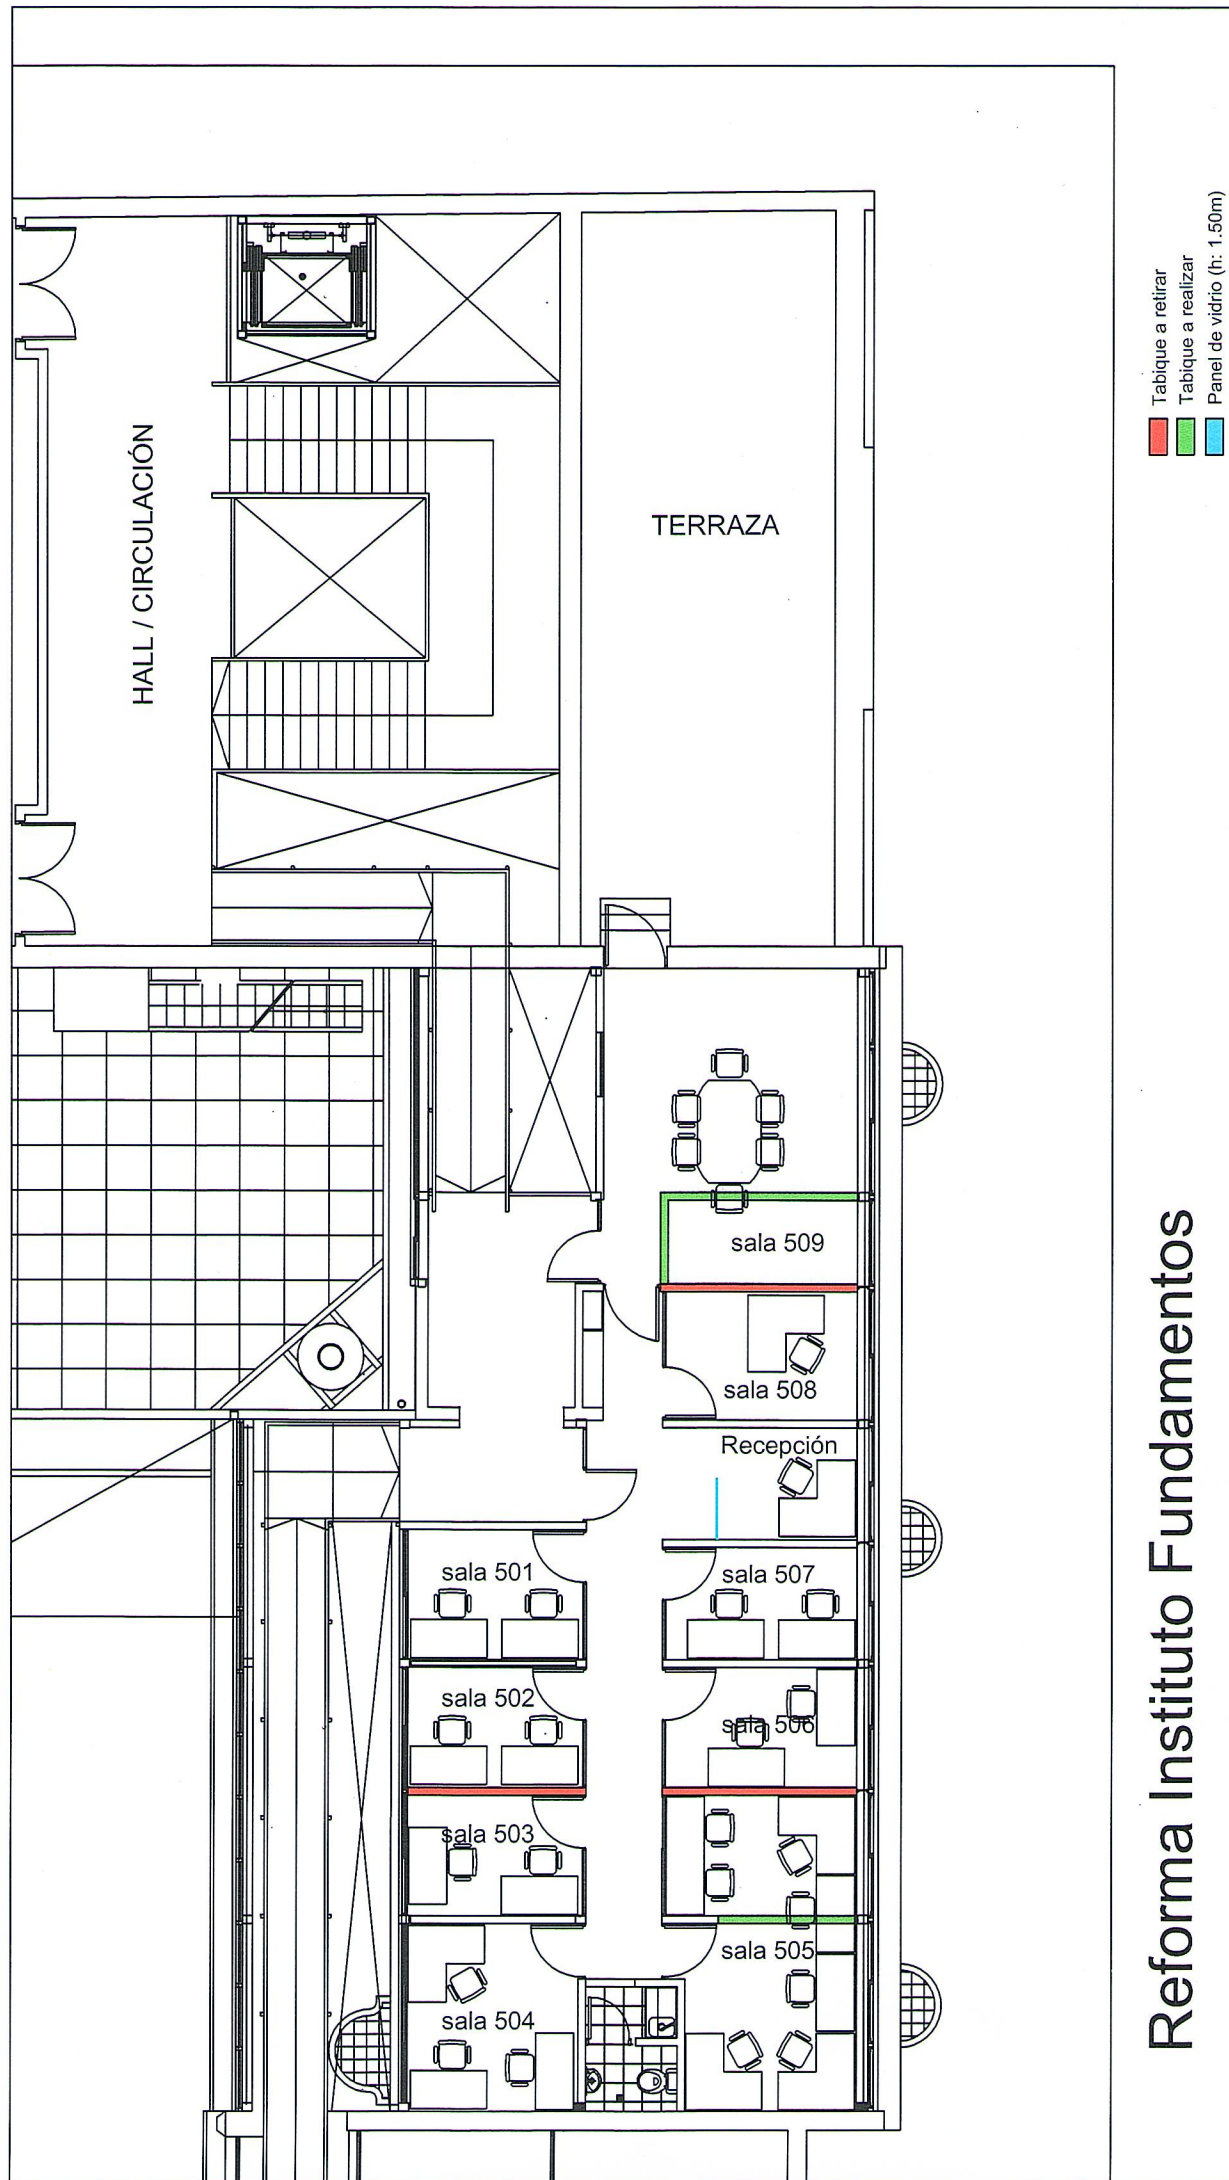 HALL / CIRCULACIÓN
TERRAZA
Tabique a retirar
Tabique a realizar
Panel de vidrio (h: 1.50m)
sala 509
sala 508
Recepción
sala 501
sala 507
sala 502
sala 506
sala 503
sala 505
sala 504
Reforma Instituto Fundamentos